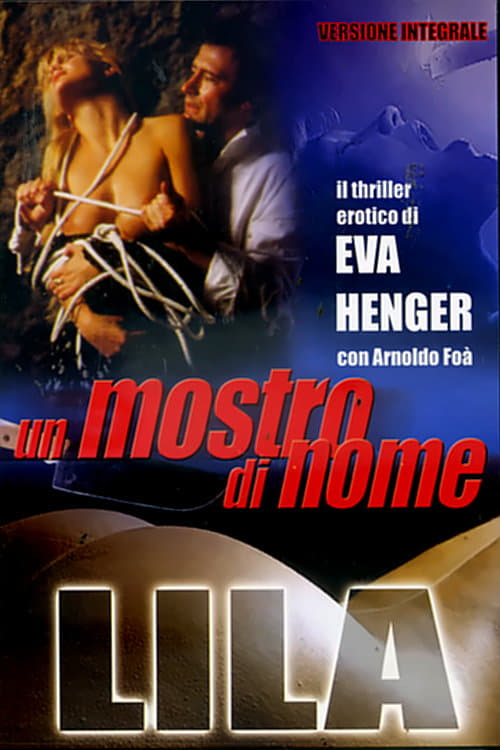 VERSIONE INTEGRALE
il thriller
erotico di
EVA
HENGER
con Arnoldo Foà
un mostro
di nome
LILA